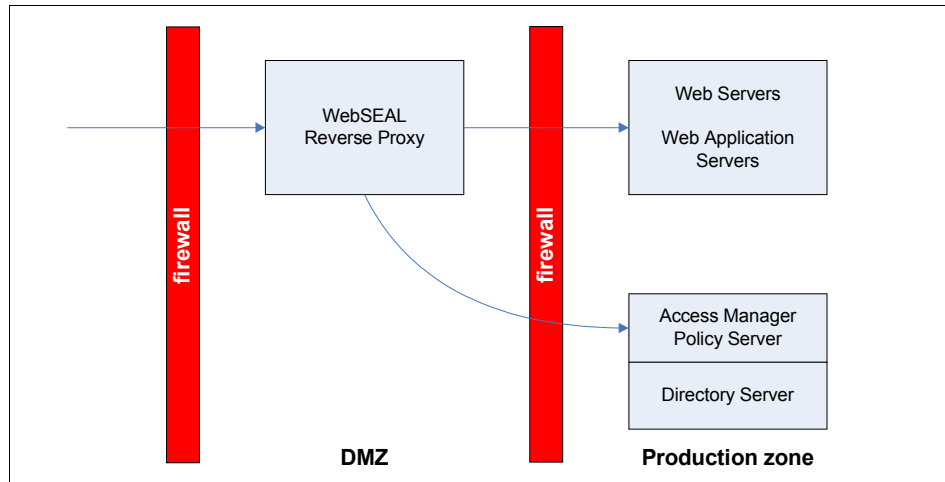 firewall
WebSEAL
Reverse Proxy
firewall
Web Servers
Web Application
Servers
Access Manager
Policy Server
Directory Server
DMZ
Production zone